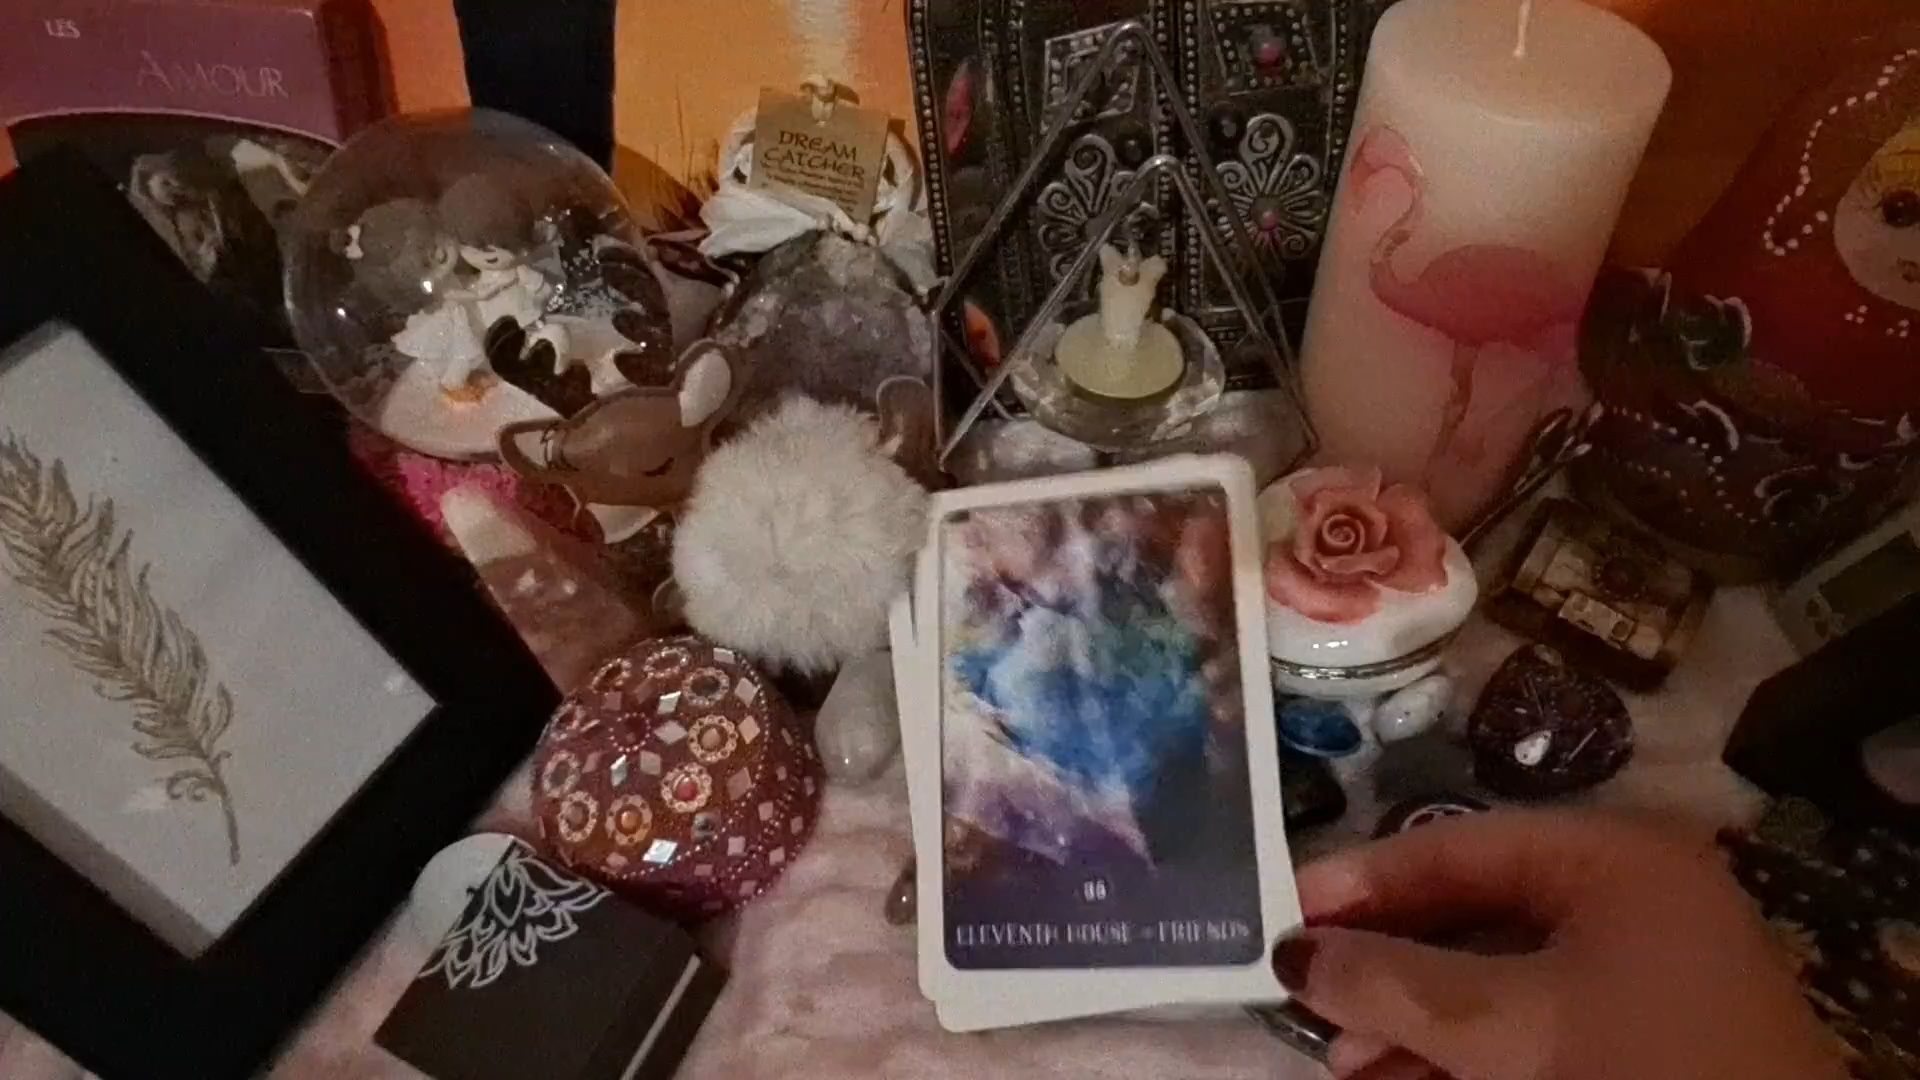 LES
AMOUR
DREAM
CATCHER
ELEVENTH HOUSE - FRIENDS